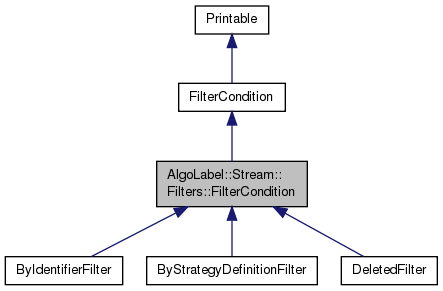 Printable
FilterCondition
AlgoLabel::Stream::
Filters::FilterCondition
ByIdentifierFilter
ByStrategyDefinitionFilter
DeletedFilter